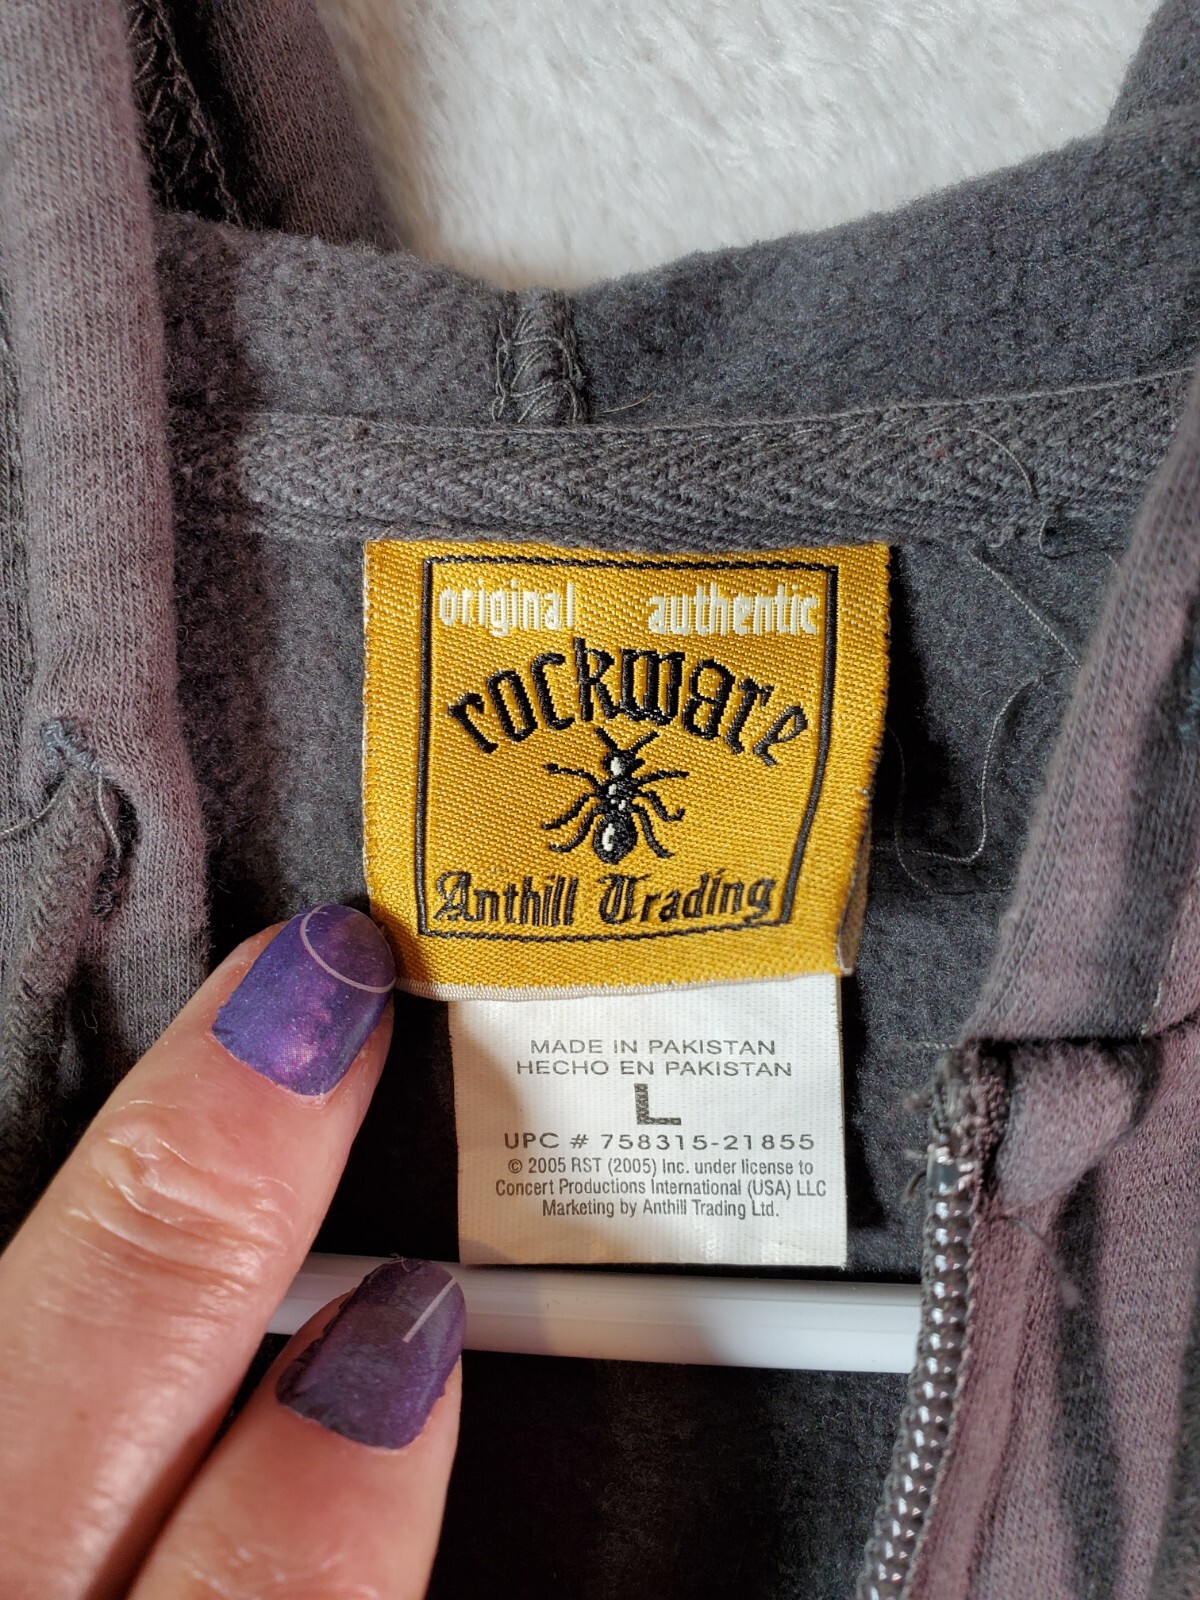 original authentic
rockware
Anthill Trading
MADE IN PAKISTAN
HECHO EN PAKISTAN
L
UPC # 758315-21855
© 2005 RST (2005) Inc. under license to
Concert Productions International (USA) LLC
Marketing by Anthill Trading Ltd.